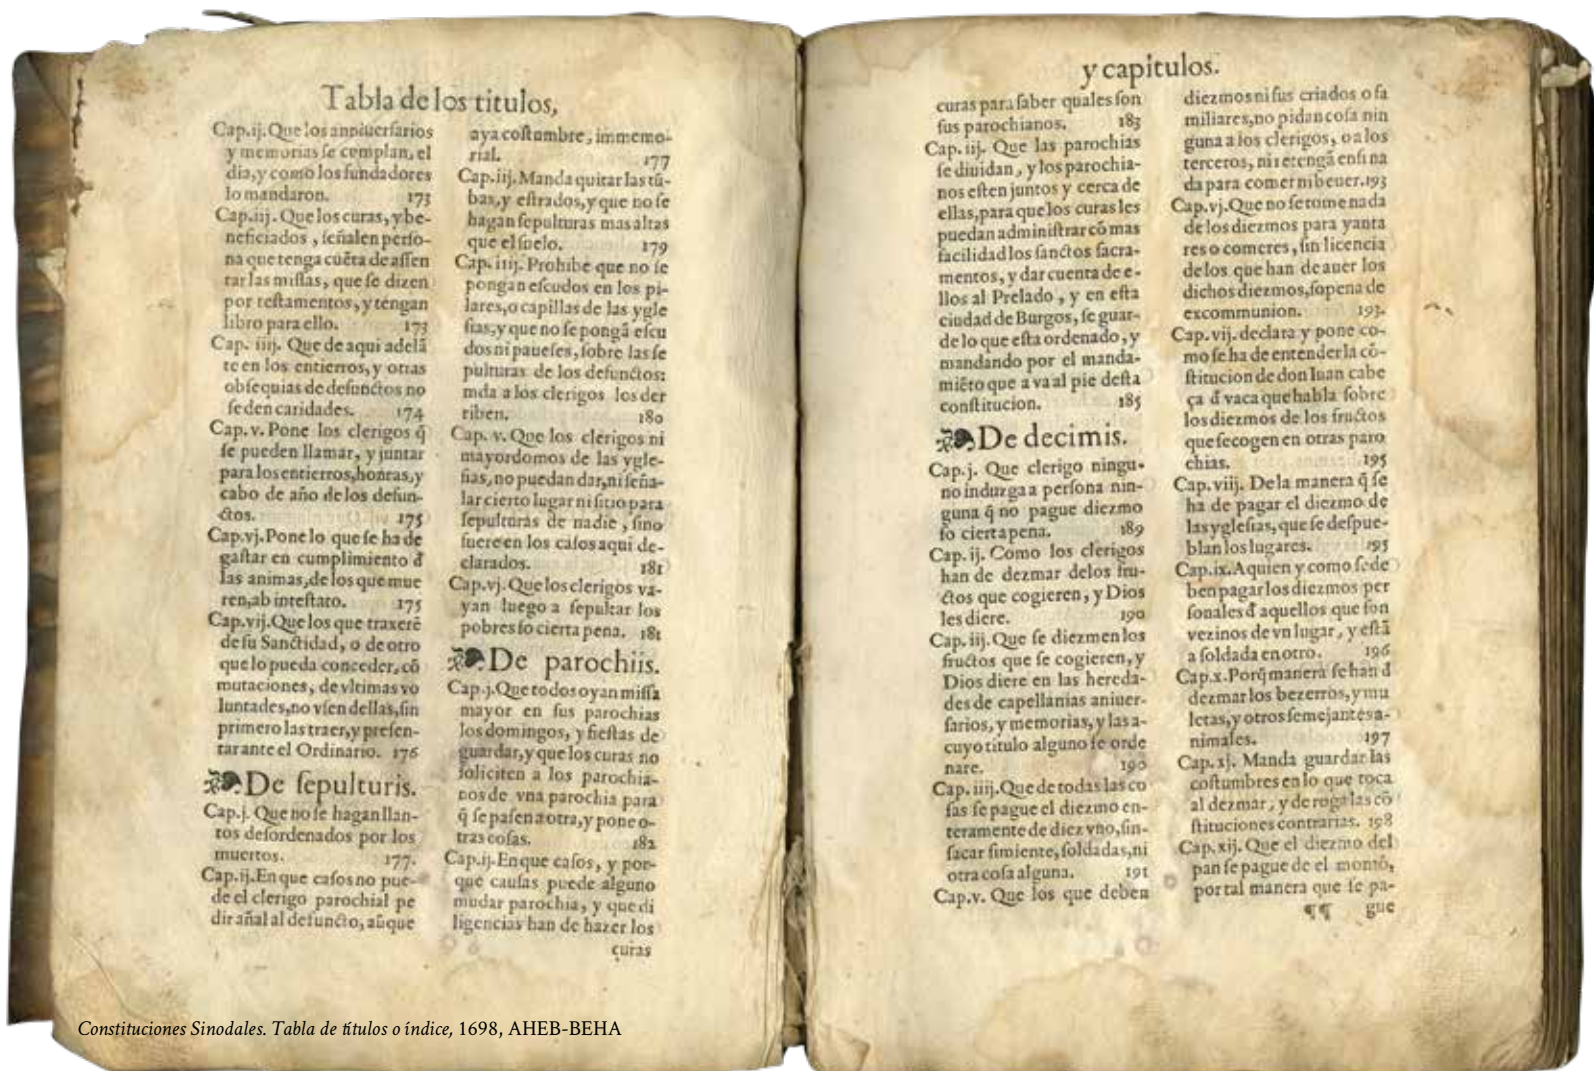 Tabla de los titulos,
Cap.ij. Que los anniuersarios
y memorias se complan, el
dia, y como los fundadores
lo mandaron. 173
Cap.iij. Que los curas, y be-
neficiados, señalen perso-
na que tenga cuẽta de assen
tar las missas, que se dizen
por testamentos, y tengan
libro para ello. 173
Cap. iiij. Que de aqui adelã
te en los entierros, y otras
obsequias de defunctos no
se den caridades. 174
Cap. v. Pone los clerigos q̃
se pueden llamar, y juntar
para los entierros, honras, y
cabo de año de los defun-
ctos. 175
Cap.vj. Pone lo que se ha de
gastar en cumplimiento đ
las animas, de los que mue
ren, ab intestato. 175
Cap.vij. Que los que traxerẽ
de su Sanctidad, o de otro
que lo pueda conceder, cõ
mutaciones, de vltimas vo
luntades, no vsen dellas, sin
primero las traer, y presen-
tar ante el Ordinario. 176
De sepulturis.
Cap.j. Que no se hagan llan-
tos desordenados por los
muertos. 177.
Cap.ij. En que casos no pue-
de el clerigo parochial pe
dir añal al defuncto, aũque
aya costumbre, immemo-
rial. 177
Cap.iij. Manda quitar las tũ-
bas, y estrados, y que no se
hagan sepulturas mas altas
que el suelo. 179
Cap. iiij. Prohibe que no se
pongan escudos en los pi-
lares, o capillas de las ygle
sias, y que no se pongã escu
dos ni paueses, sobre las se
pulturas de los defunctos:
mda a los clerigos los der
riben. 180
Cap. v. Que los clerigos ni
mayordomos de las ygle-
sias, no puedan dar, ni seña-
lar cierto lugar ni sitio para
sepulturas de nadie, sino
fuere en los casos aqui de-
clarados. 181
Cap.vj. Que los clerigos va-
yan luego a sepultar los
pobres so cierta pena. 181
De parochiis.
Cap.j. Que todos oyan missa
mayor en sus parochias
los domingos, y fiestas de
guardar, y que los curas no
soliciten a los parochia-
nos de vna parochia para
q̃ se pasen a otra, y pone o-
tras cosas. 182
Cap.ij. En que casos, y por-
que causas puede alguno
mudar parochia, y que di
ligencias han de hazer los
curas
y capitulos.
curas para saber quales son
sus parochianos. 183
Cap.iij. Que las parochias
se diuidan, y los parochia-
nos esten juntos y cerca de
ellas, para que los curas les
puedan administrar cõ mas
facilidad los sanctos sacra-
mentos, y dar cuenta de e-
llos al Prelado, y en esta
ciudad de Burgos, se guar-
de lo que esta ordenado, y
mandando por el manda-
miẽto que a va al pie desta
constitucion. 185
De decimis.
Cap.j. Que clerigo ningu-
no induzga a persona nin-
guna q̃ no pague diezmo
so cierta pena. 189
Cap.ij. Como los clerigos
han de dezmar delos fru-
ctos que cogieren, y Dios
les diere. 190
Cap.iij. Que se diezmen los
fructos que se cogieren, y
Dios diere en las hereda-
des de capellanias aniuer-
sarios, y memorias, y las a-
cuyo titulo alguno se orde
nare. 190
Cap. iiij. Que de todas las co
sas se pague el diezmo en-
teramente de diez vno, sin-
sacar simiente, soldadas, ni
otra cosa alguna. 191
Cap.v. Que los que deben
diezmos ni sus criados o fa
miliares, no pidan cosa nin
guna a los clerigos, o a los
terceros, ni retengã en si na
da para comer ni beuer. 193
Cap.vj. Que no se tome nada
de los diezmos para yanta
res o comeres, sin licencia
de los que han de auer los
dichos diezmos, sopena de
excommunion. 193.
Cap. vij. declara y pone co-
mo se ha de entender la cõ-
stitucion de don Iuan cabe
ça đ vaca que habla sobre
los diezmos de los fructos
que se cogen en otras paro
chias. 195
Cap. viij. De la manera q̃ se
ha de pagar el diezmo de
las yglesias, que se despue-
blan los lugares. 195
Cap.ix. A quien y como se de
ben pagar los diezmos per
sonales đ aquellos que son
vezinos de vn lugar, y estã
a soldada en otro. 196
Cap.x. Porq̃ manera se han đ
dezmar los bezerros, y mu
letas, y otros semejantes a-
nimales. 197
Cap. xj. Manda guardar las
costumbres en lo que toca
al dezmar, y deroga las cõ
stituciones contrarias. 198
Cap.xij. Que el diezmo del
pan se pague de el montõ,
por tal manera que se pa-
¶¶ gue
Constituciones Sinodales. Tabla de títulos o índice, 1698, AHEB-BEHA